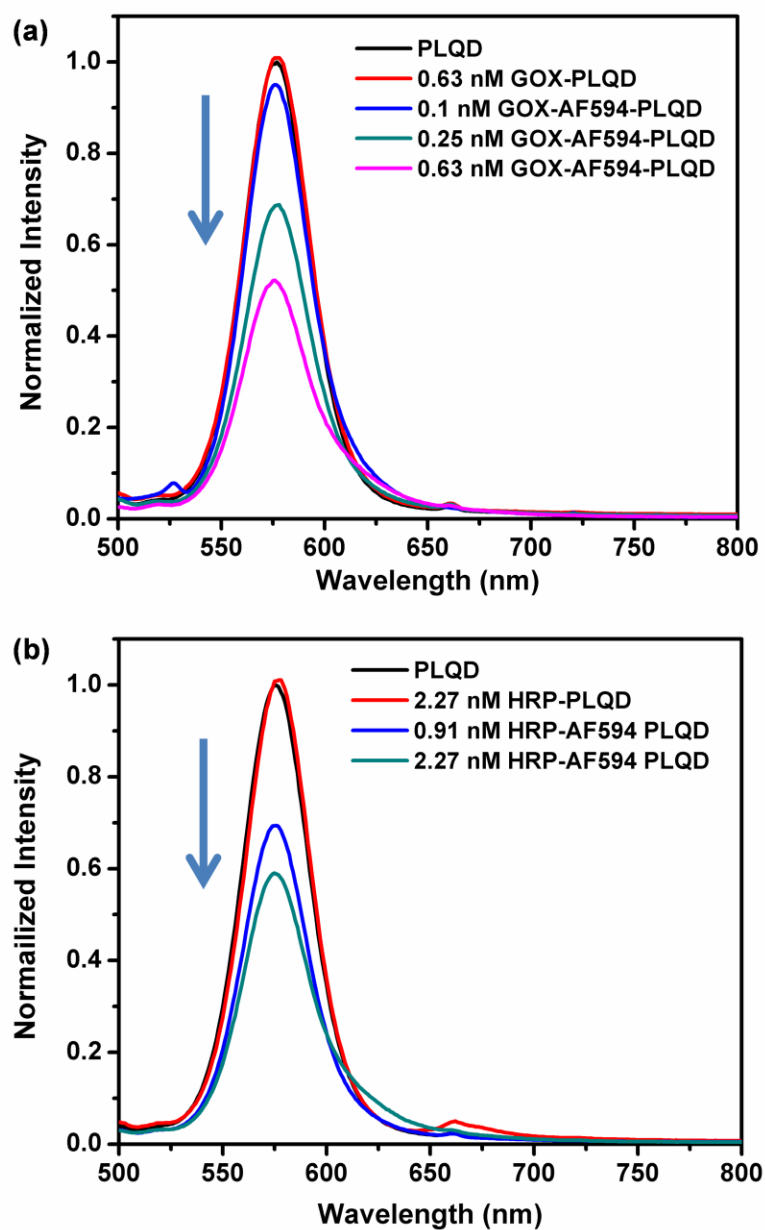 (a)
PLQD
0.63 nM GOX-PLQD
0.1 nM GOX-AF594-PLQD
0.25 nM GOX-AF594-PLQD
0.63 nM GOX-AF594-PLQD
Normalized Intensity
1.0
0.8
0.6
0.4
0.2
0.0
500 550 600 650 700 750 800
Wavelength (nm)
(b)
PLQD
2.27 nM HRP-PLQD
0.91 nM HRP-AF594 PLQD
2.27 nM HRP-AF594 PLQD
Normailized Intensity
1.0
0.8
0.6
0.4
0.2
0.0
500 550 600 650 700 750 800
Wavelength (nm)